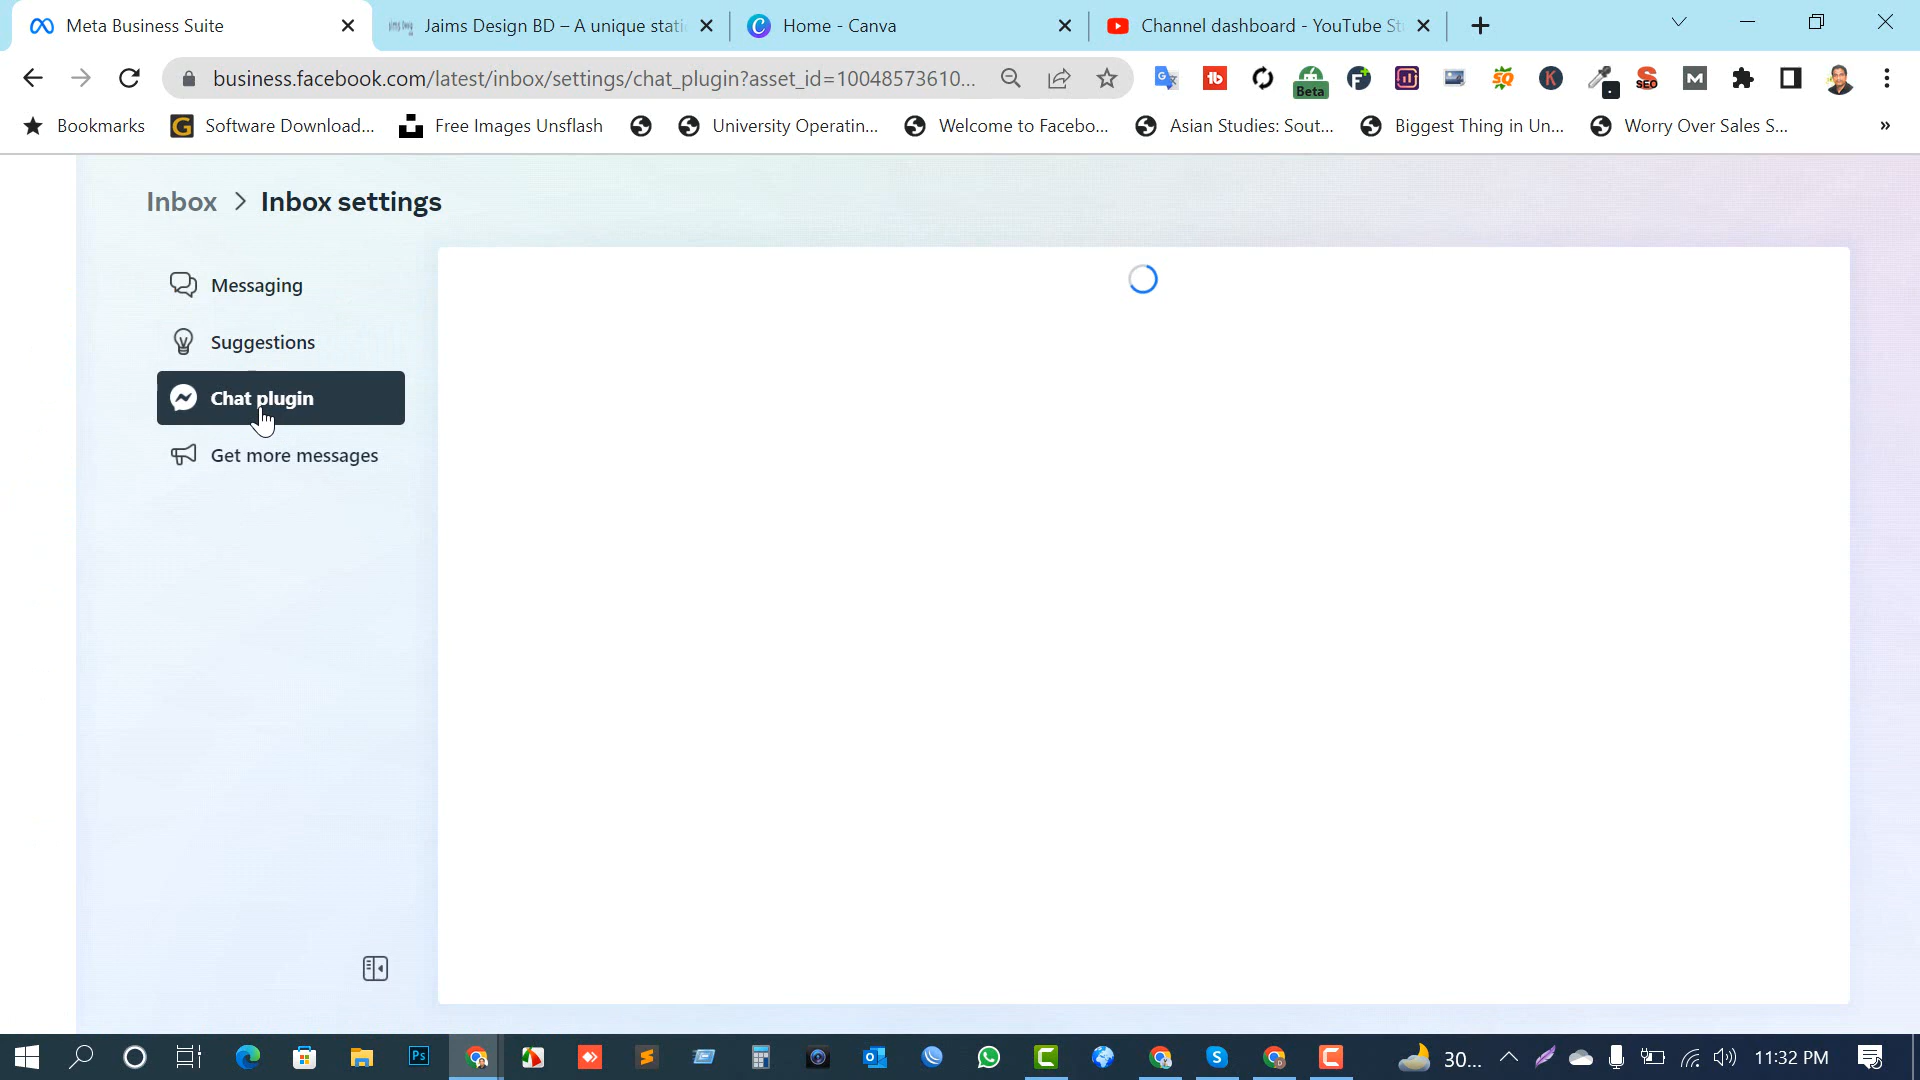 Meta Business Suite
Jaims Design BD – A unique stati
Home - Canva
Channel dashboard - YouTube St
business.facebook.com/latest/inbox/settings/chat_plugin?asset_id=10048573610...
Beta
SEO
Bookmarks
Software Download...
Free Images Unsflash
University Operatin...
Welcome to Facebo...
Asian Studies: Sout...
Biggest Thing in Un...
Worry Over Sales S...
»
Inbox > Inbox settings
Messaging
Suggestions
Chat plugin
Get more messages
Ps
30...
11:32 PM